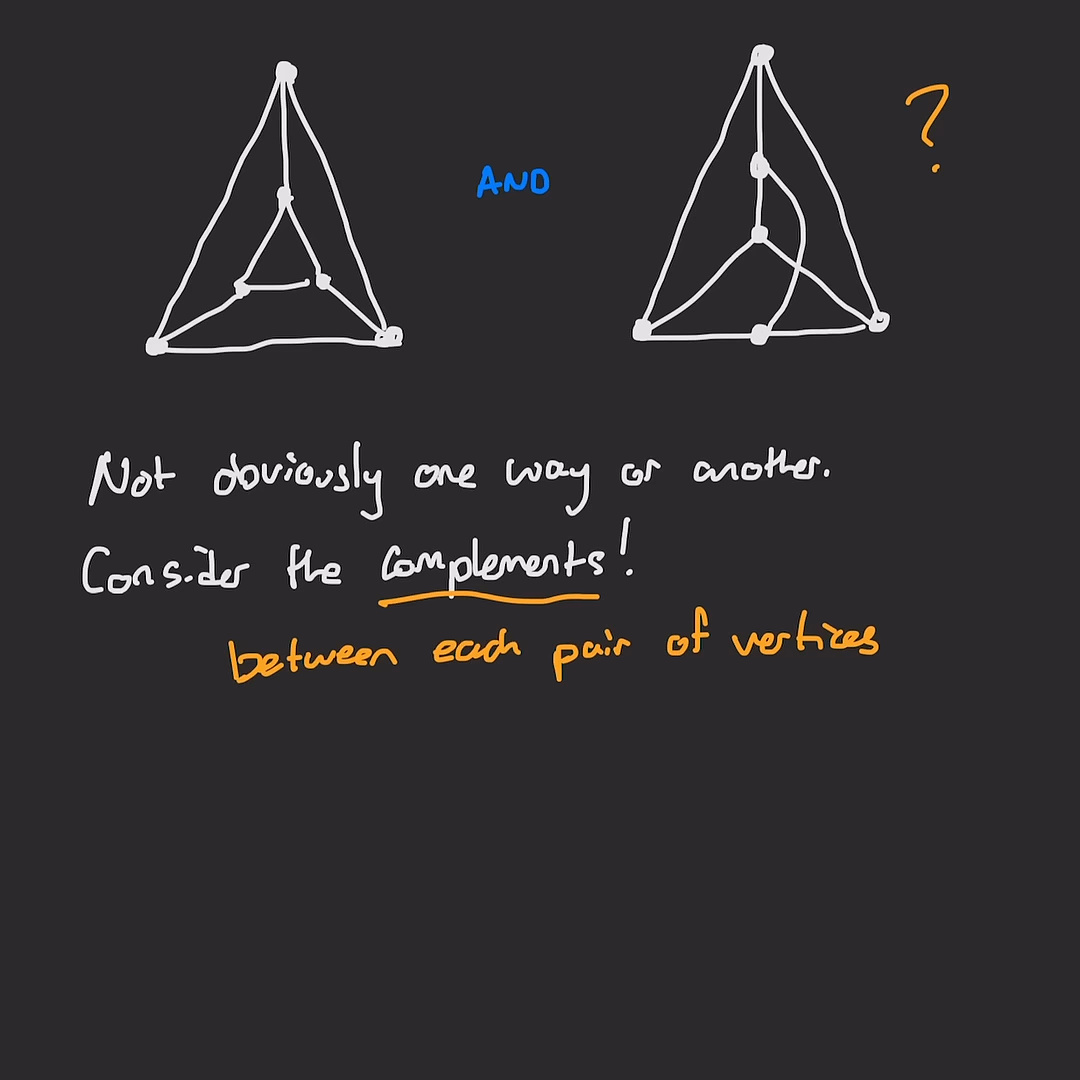 AND
?
Not obviously one way or another.
Consider the complements!
between each pair of vertices